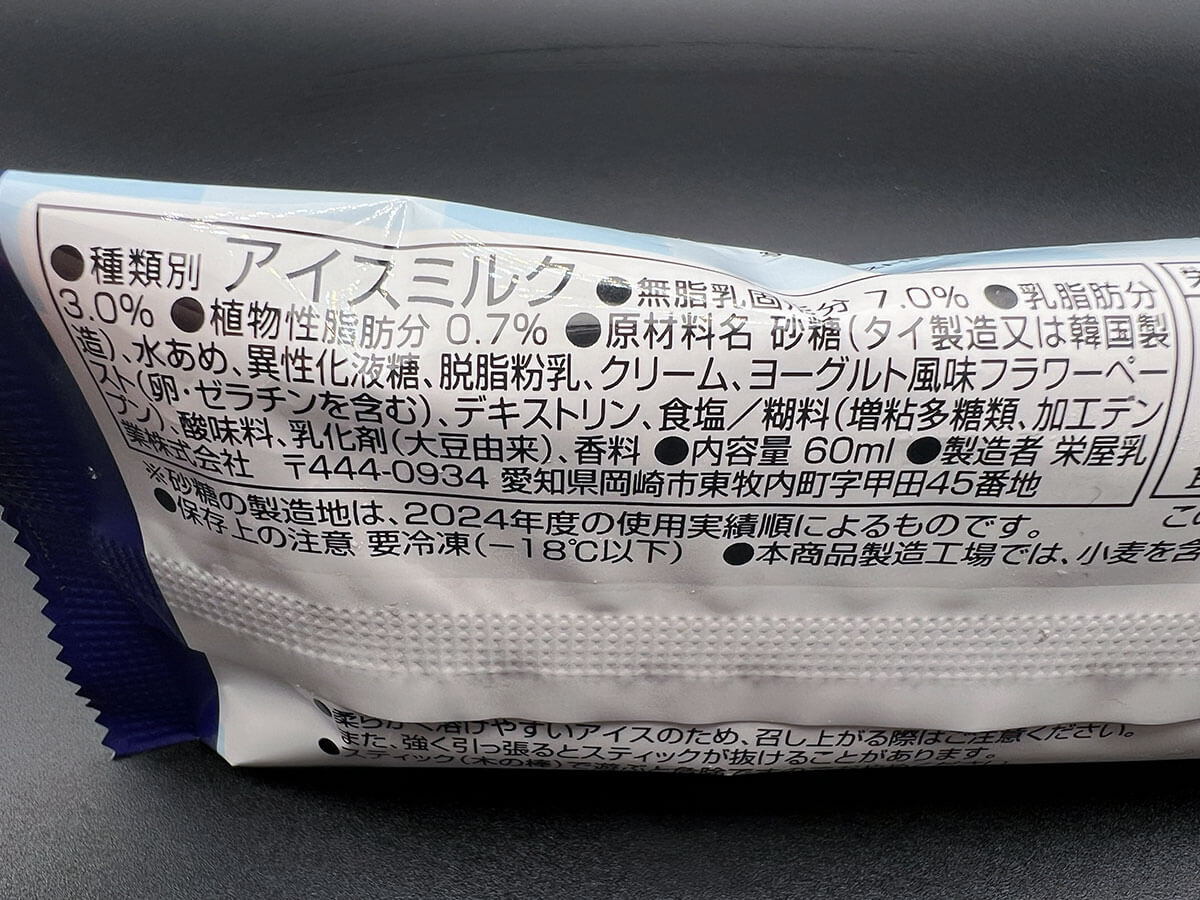 ●種類別 アイスミルク ●無脂乳固形分 7.0% ●乳脂肪分
3.0% ●植物性脂肪分 0.7% ●原材料名 砂糖(タイ製造又は韓国製
造)、水あめ、異性化液糖、脱脂粉乳、クリーム、ヨーグルト風味フラワーペー
スト(卵・ゼラチンを含む)、デキストリン、食塩/糊料(増粘多糖類、加工デン
プン)、酸味料、乳化剤(大豆由来)、香料 ●内容量 60ml ●製造者 栄屋乳
業株式会社 〒444-0934 愛知県岡崎市東牧内町字甲田45番地
※砂糖の製造地は、2024年度の使用実績順によるものです。
●保存上の注意 要冷凍(−18℃以下) ●本商品製造工場では、小麦を含
こ
●柔らかく溶けやすいアイスのため、召し上がる際はご注意ください。
また、強く引っ張るとスティックが抜けることがあります。
●スティック(木の棒)で